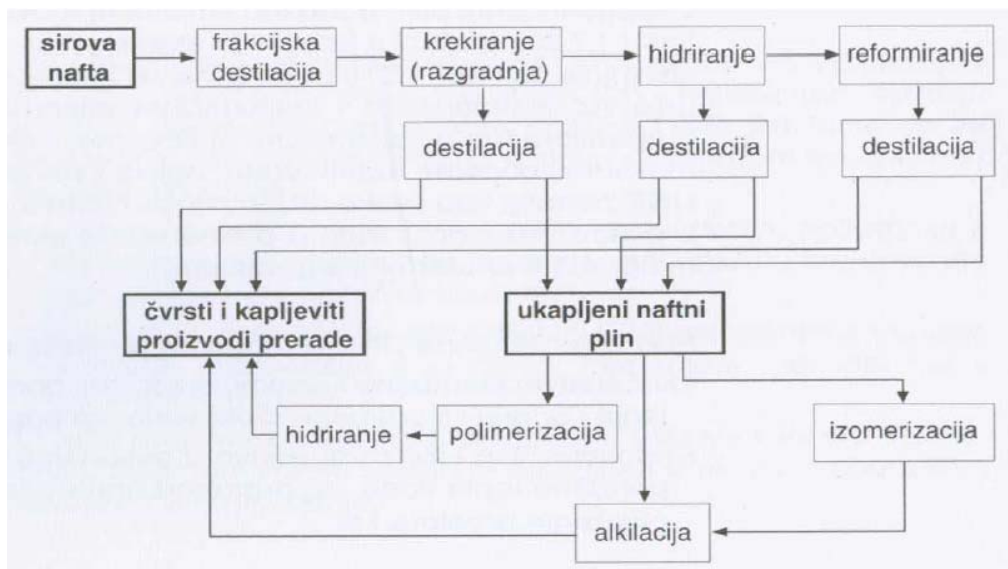 sirova
nafta
frakcijska
destilacija
krekiranje
(razgradnja)
hidriranje
reformiranje
destilacija
destilacija
destilacija
čvrsti i kapljeviti
proizvodi prerade
ukapljeni naftni
plin
hidriranje
polimerizacija
izomerizacija
alkilacija